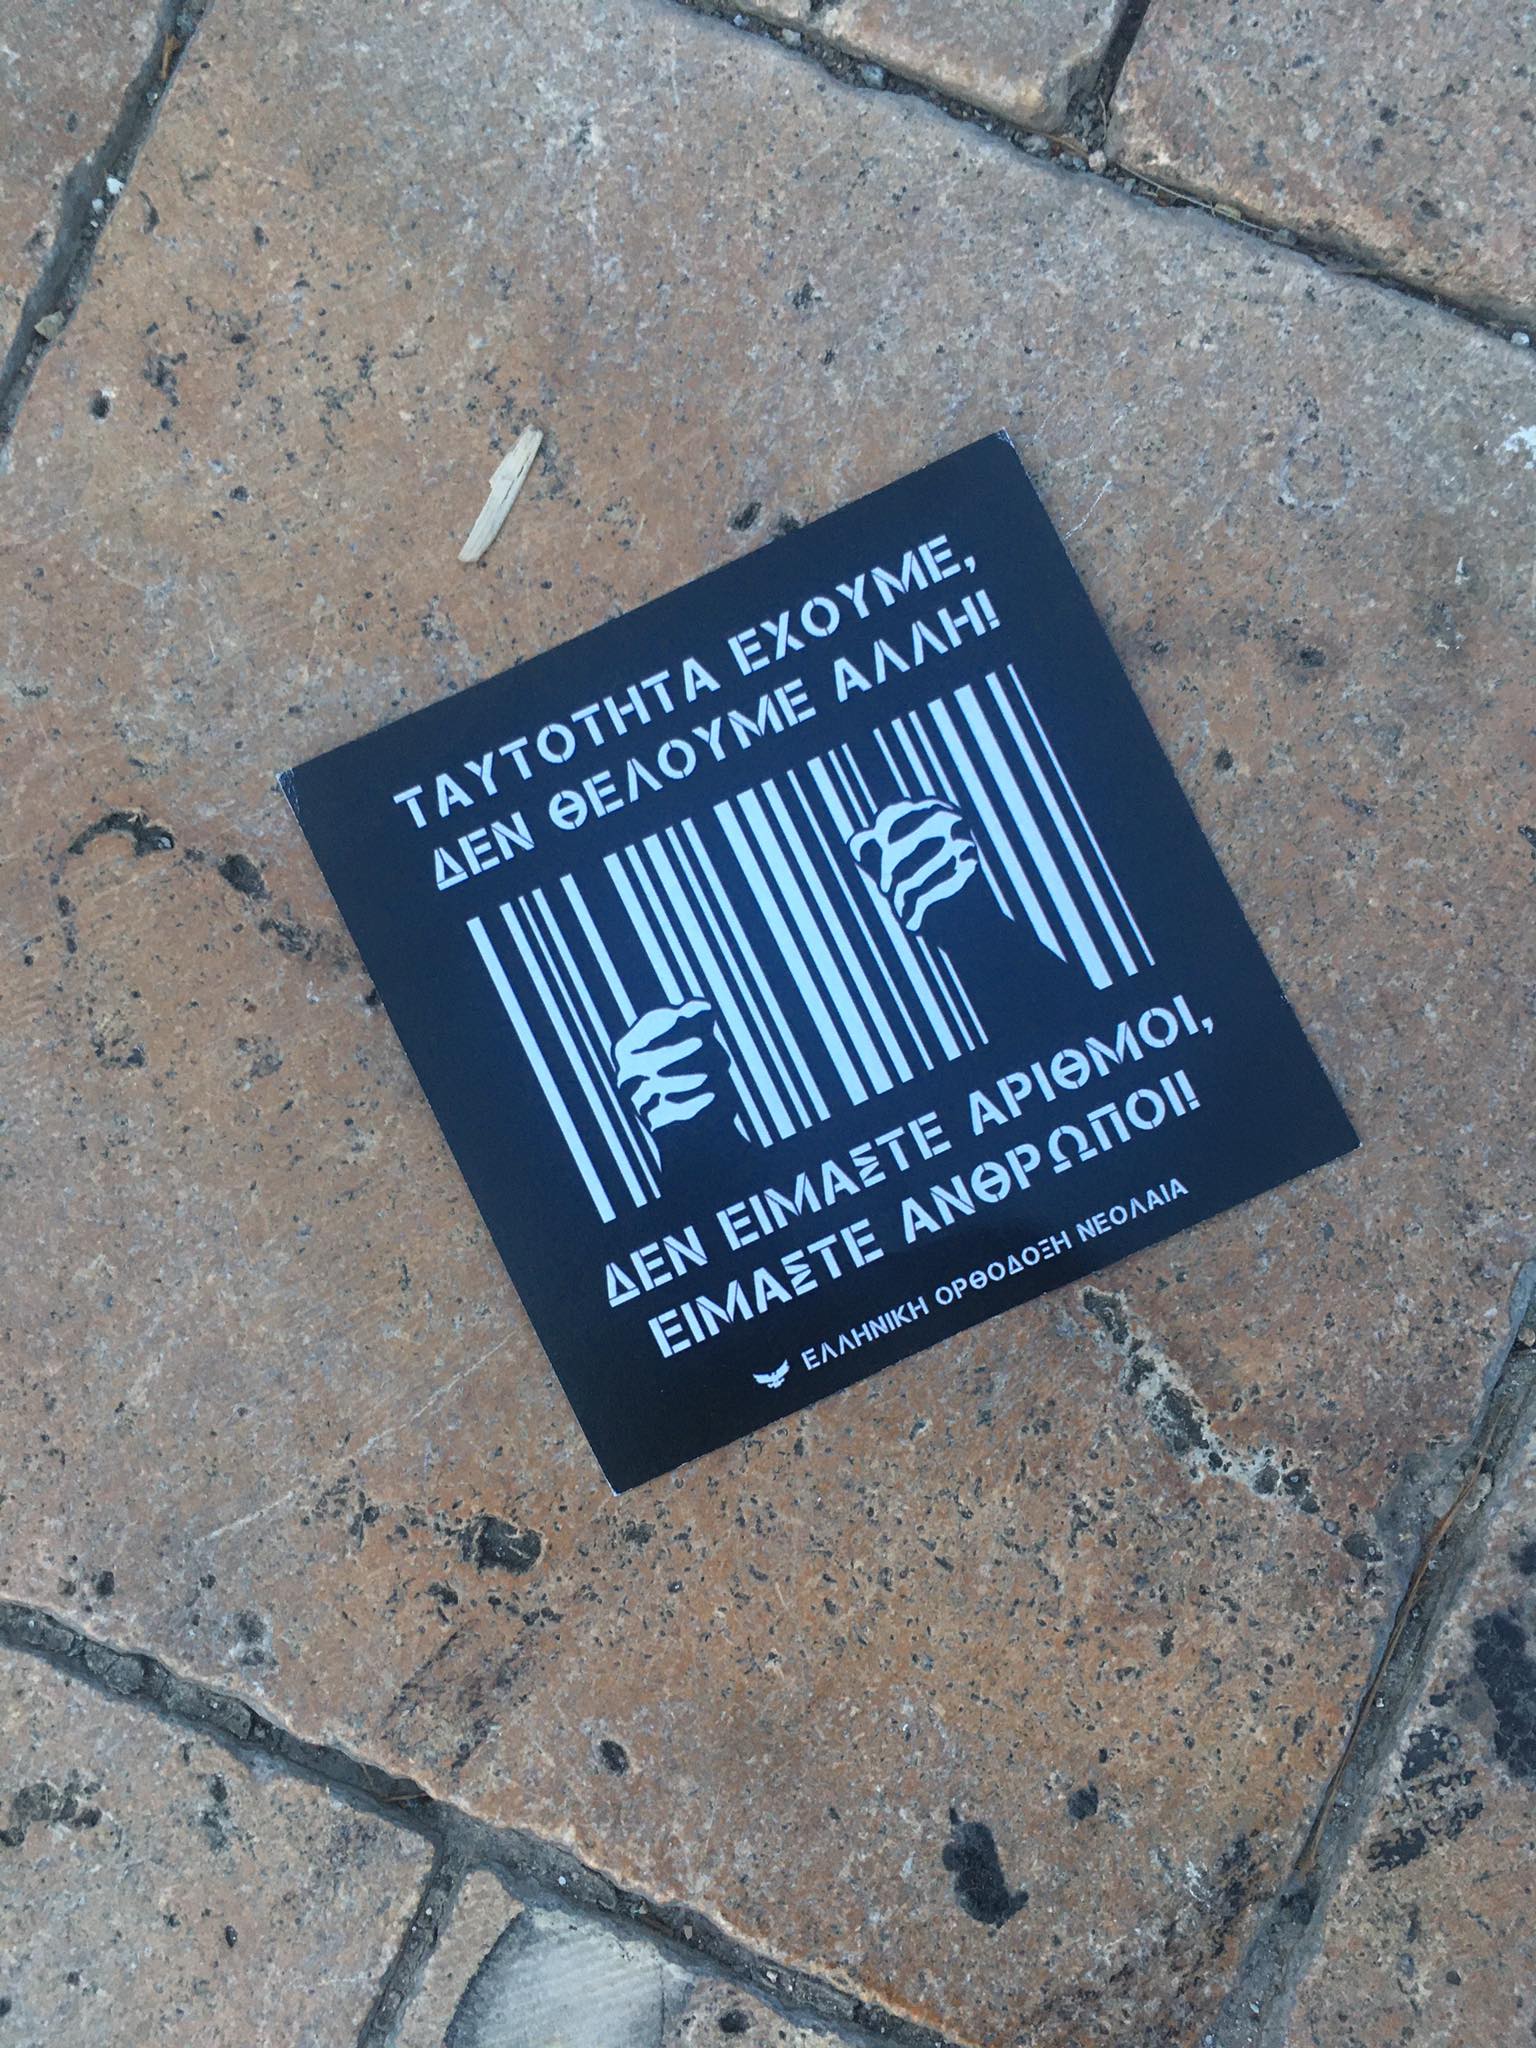 ΤΑΥΤΟΤΗΤΑ ΕΧΟΥΜΕ,
ΔΕΝ ΘΕΛΟΥΜΕ ΑΛΛΗ!
ΔΕΝ ΕΙΜΑΣΤΕ ΑΡΙΘΜΟΙ,
ΕΙΜΑΣΤΕ ΑΝΘΡΩΠΟΙ!
ΕΛΛΗΝΙΚΗ ΟΡΘΟΔΟΞΗ ΝΕΟΛΑΙΑ